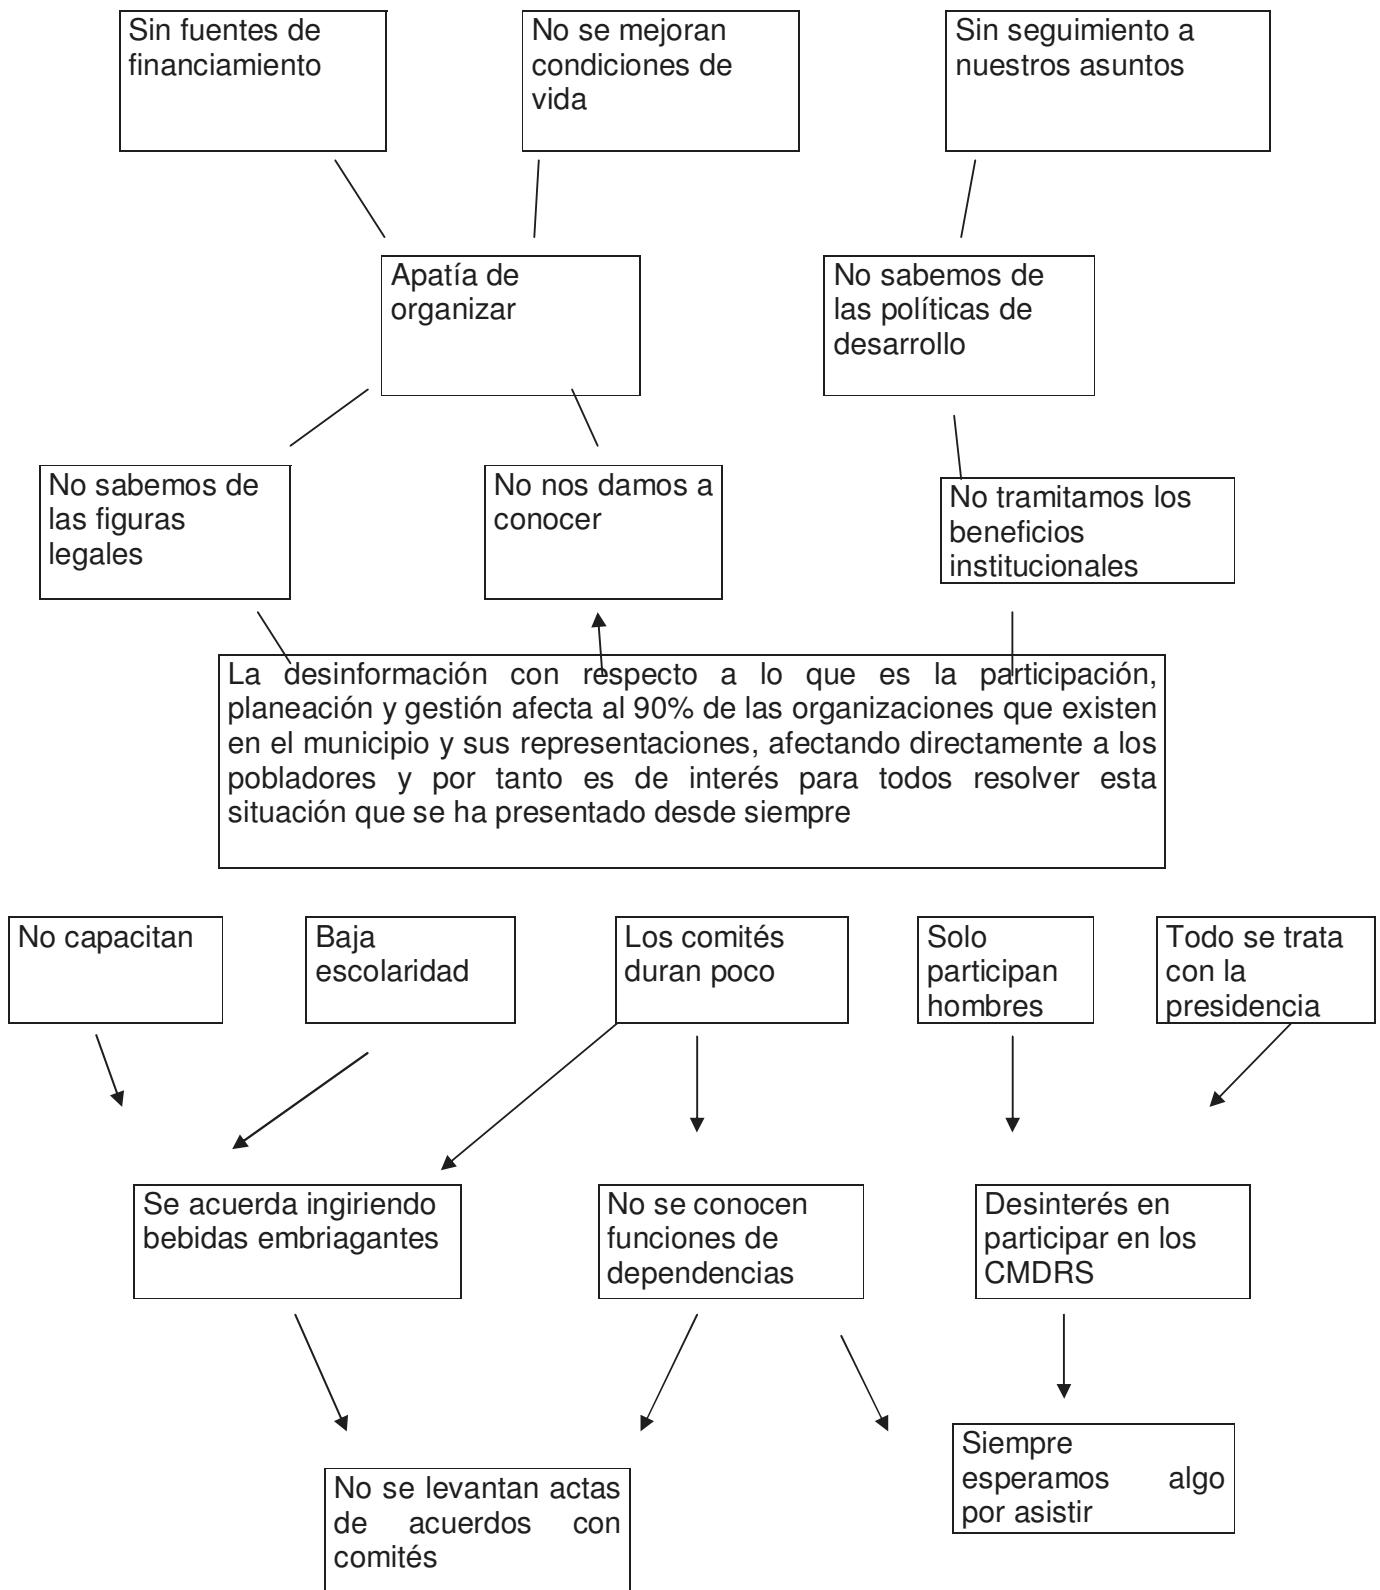 Sin fuentes de
financiamiento
No se mejoran
condiciones de
vida
Sin seguimiento a
nuestros asuntos
Apatía de
organizar
No sabemos de
las políticas de
desarrollo
No sabemos de
las figuras
legales
No nos damos a
conocer
No tramitamos los
beneficios
institucionales
La desinformación con respecto a lo que es la participación,
planeación y gestión afecta al 90% de las organizaciones que existen
en el municipio y sus representaciones, afectando directamente a los
pobladores y por tanto es de interés para todos resolver esta
situación que se ha presentado desde siempre
No capacitan
Baja
escolaridad
Los comités
duran poco
Solo
participan
hombres
Todo se trata
con la
presidencia
Se acuerda ingiriendo
bebidas embriagantes
No se conocen
funciones de
dependencias
Desinterés en
participar en los
CMDRS
No se levantan actas
de acuerdos con
comités
Siempre
esperamos algo
por asistir